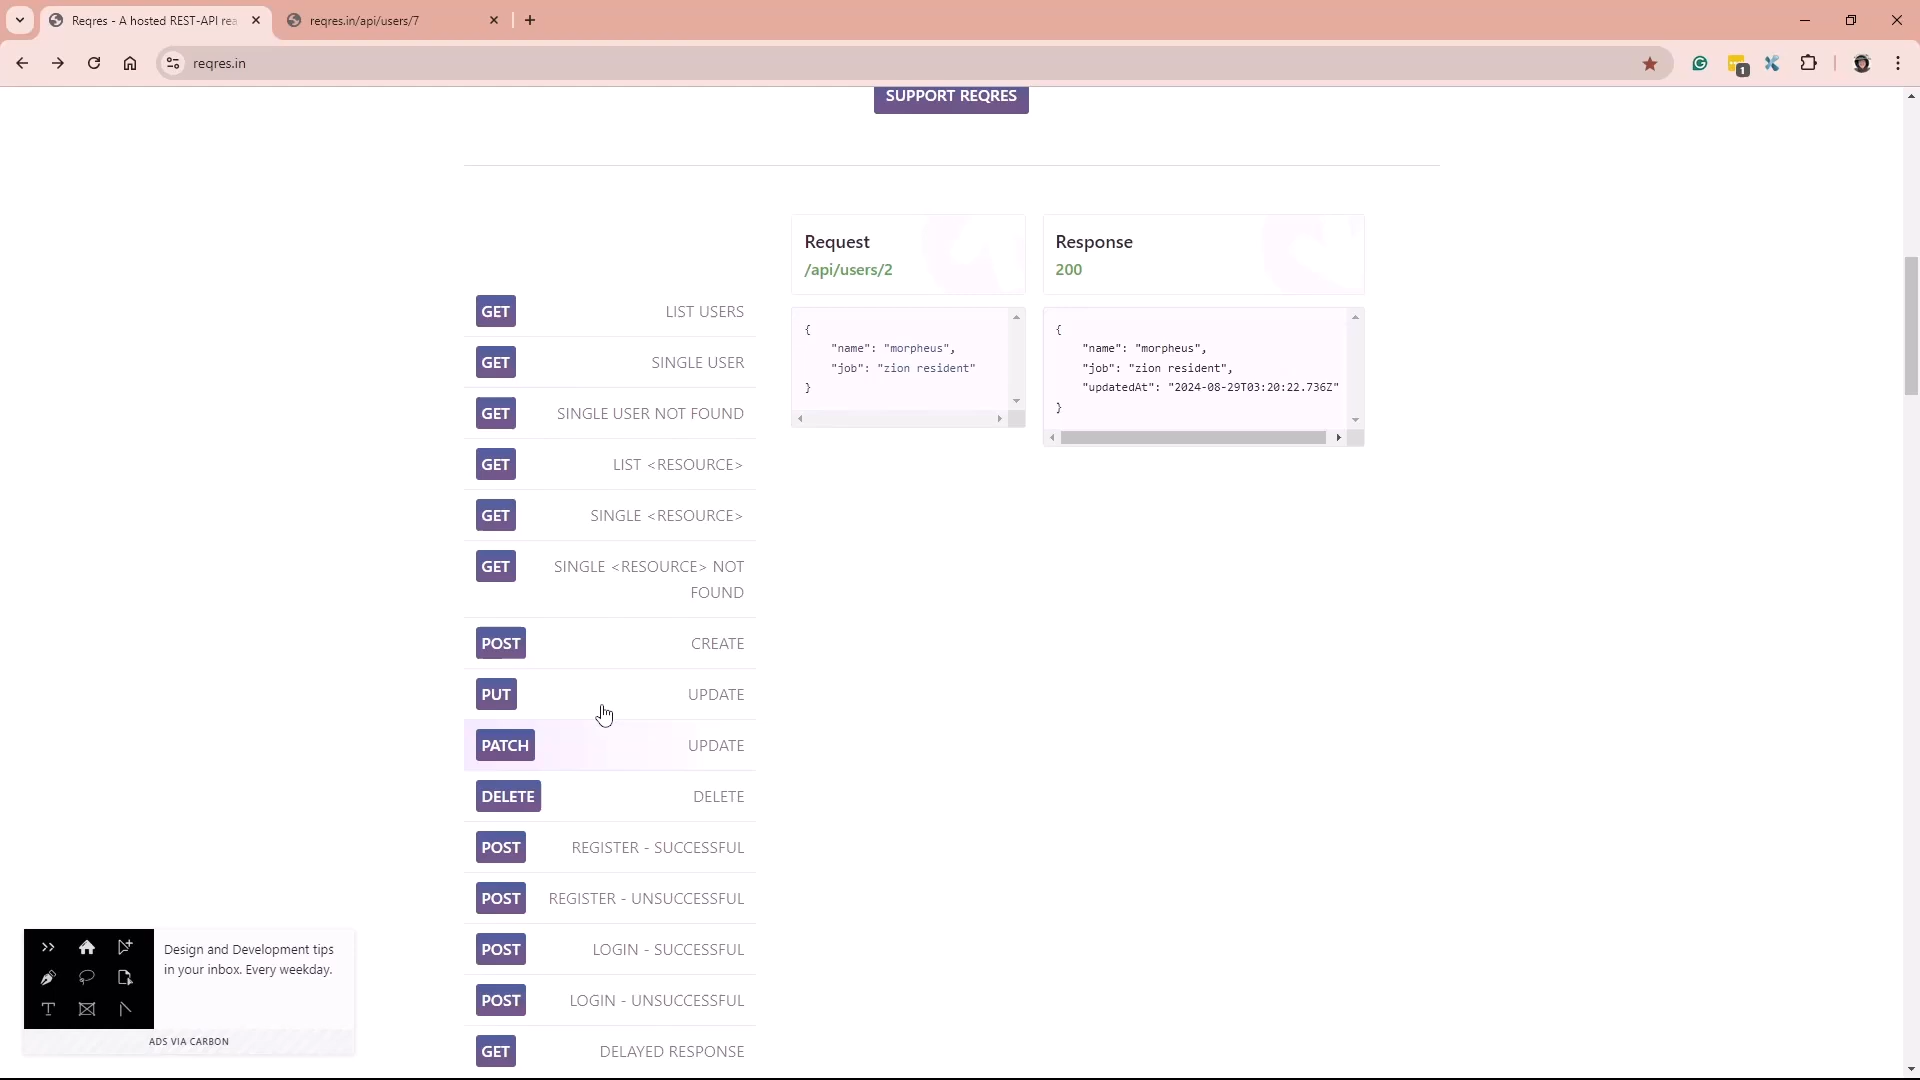 Reqres - A hosted REST-API rea
reqres.in/api/users/7
reqres.in
1
SUPPORT REQRES
Request
/api/users/2
Response
200
{
"name": "morpheus",
"job": "zion resident"
}
{
"name": "morpheus",
"job": "zion resident",
"updatedAt": "2024-08-29T03:20:22.736Z"
}
GET LIST USERS
GET SINGLE USER
GET SINGLE USER NOT FOUND
GET LIST <RESOURCE>
GET SINGLE <RESOURCE>
GET SINGLE <RESOURCE> NOT
FOUND
POST CREATE
PUT UPDATE
PATCH UPDATE
DELETE DELETE
POST REGISTER - SUCCESSFUL
POST REGISTER - UNSUCCESSFUL
POST LOGIN - SUCCESSFUL
POST LOGIN - UNSUCCESSFUL
GET DELAYED RESPONSE
Design and Development tips
in your inbox. Every weekday.
ADS VIA CARBON